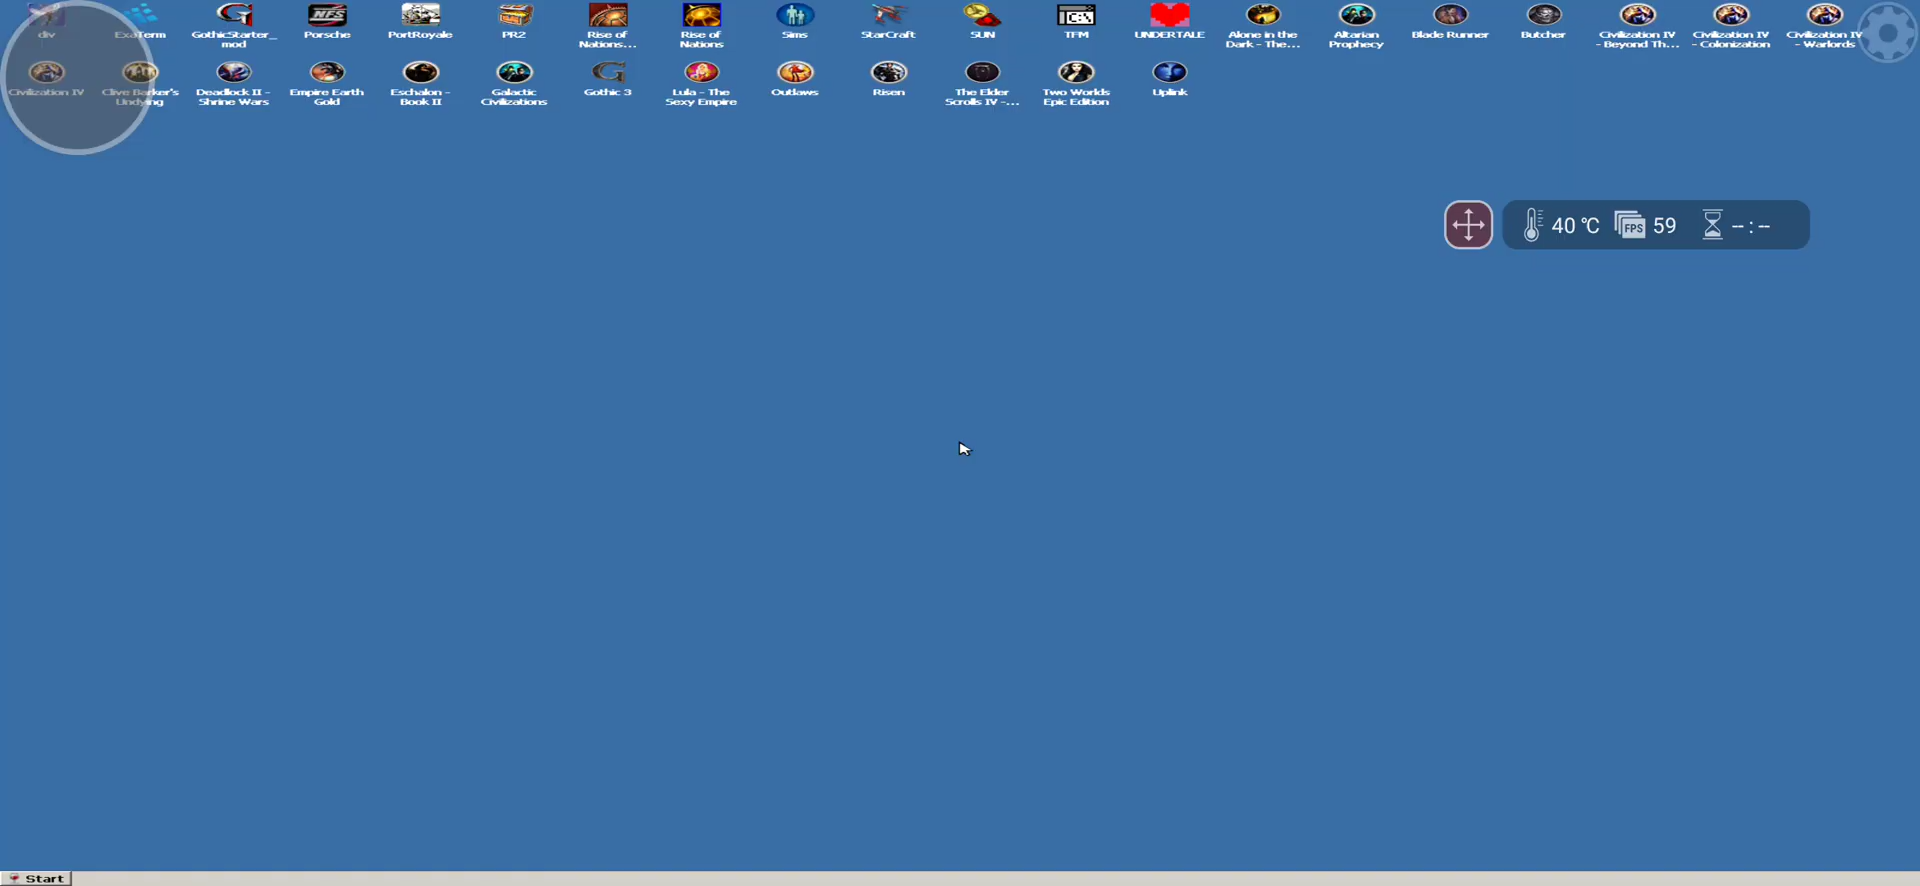 div
ExaTerm
GothicStarter_
mod
NFS
Porsche
PortRoyale
PR2
Rise of
Nations...
Rise of
Nations
Sims
StarCraft
SUN
C:\
TFM
UNDERTALE
Alone in the
Dark - The...
Altarian
Prophecy
Blade Runner
Butcher
Civilization IV
- Beyond Th...
Civilization IV
- Colonization
Civilization IV
- Warlords
Civilization IV
Clive Barker's
Undying
Deadlock II -
Shrine Wars
Empire Earth
Gold
Eschalon -
Book II
Galactic
Civilizations
Gothic 3
Lula - The
Sexy Empire
Outlaws
Risen
The Elder
Scrolls IV -...
Two Worlds
Epic Edition
Uplink
40 °C FPS 59 -- : --
Start